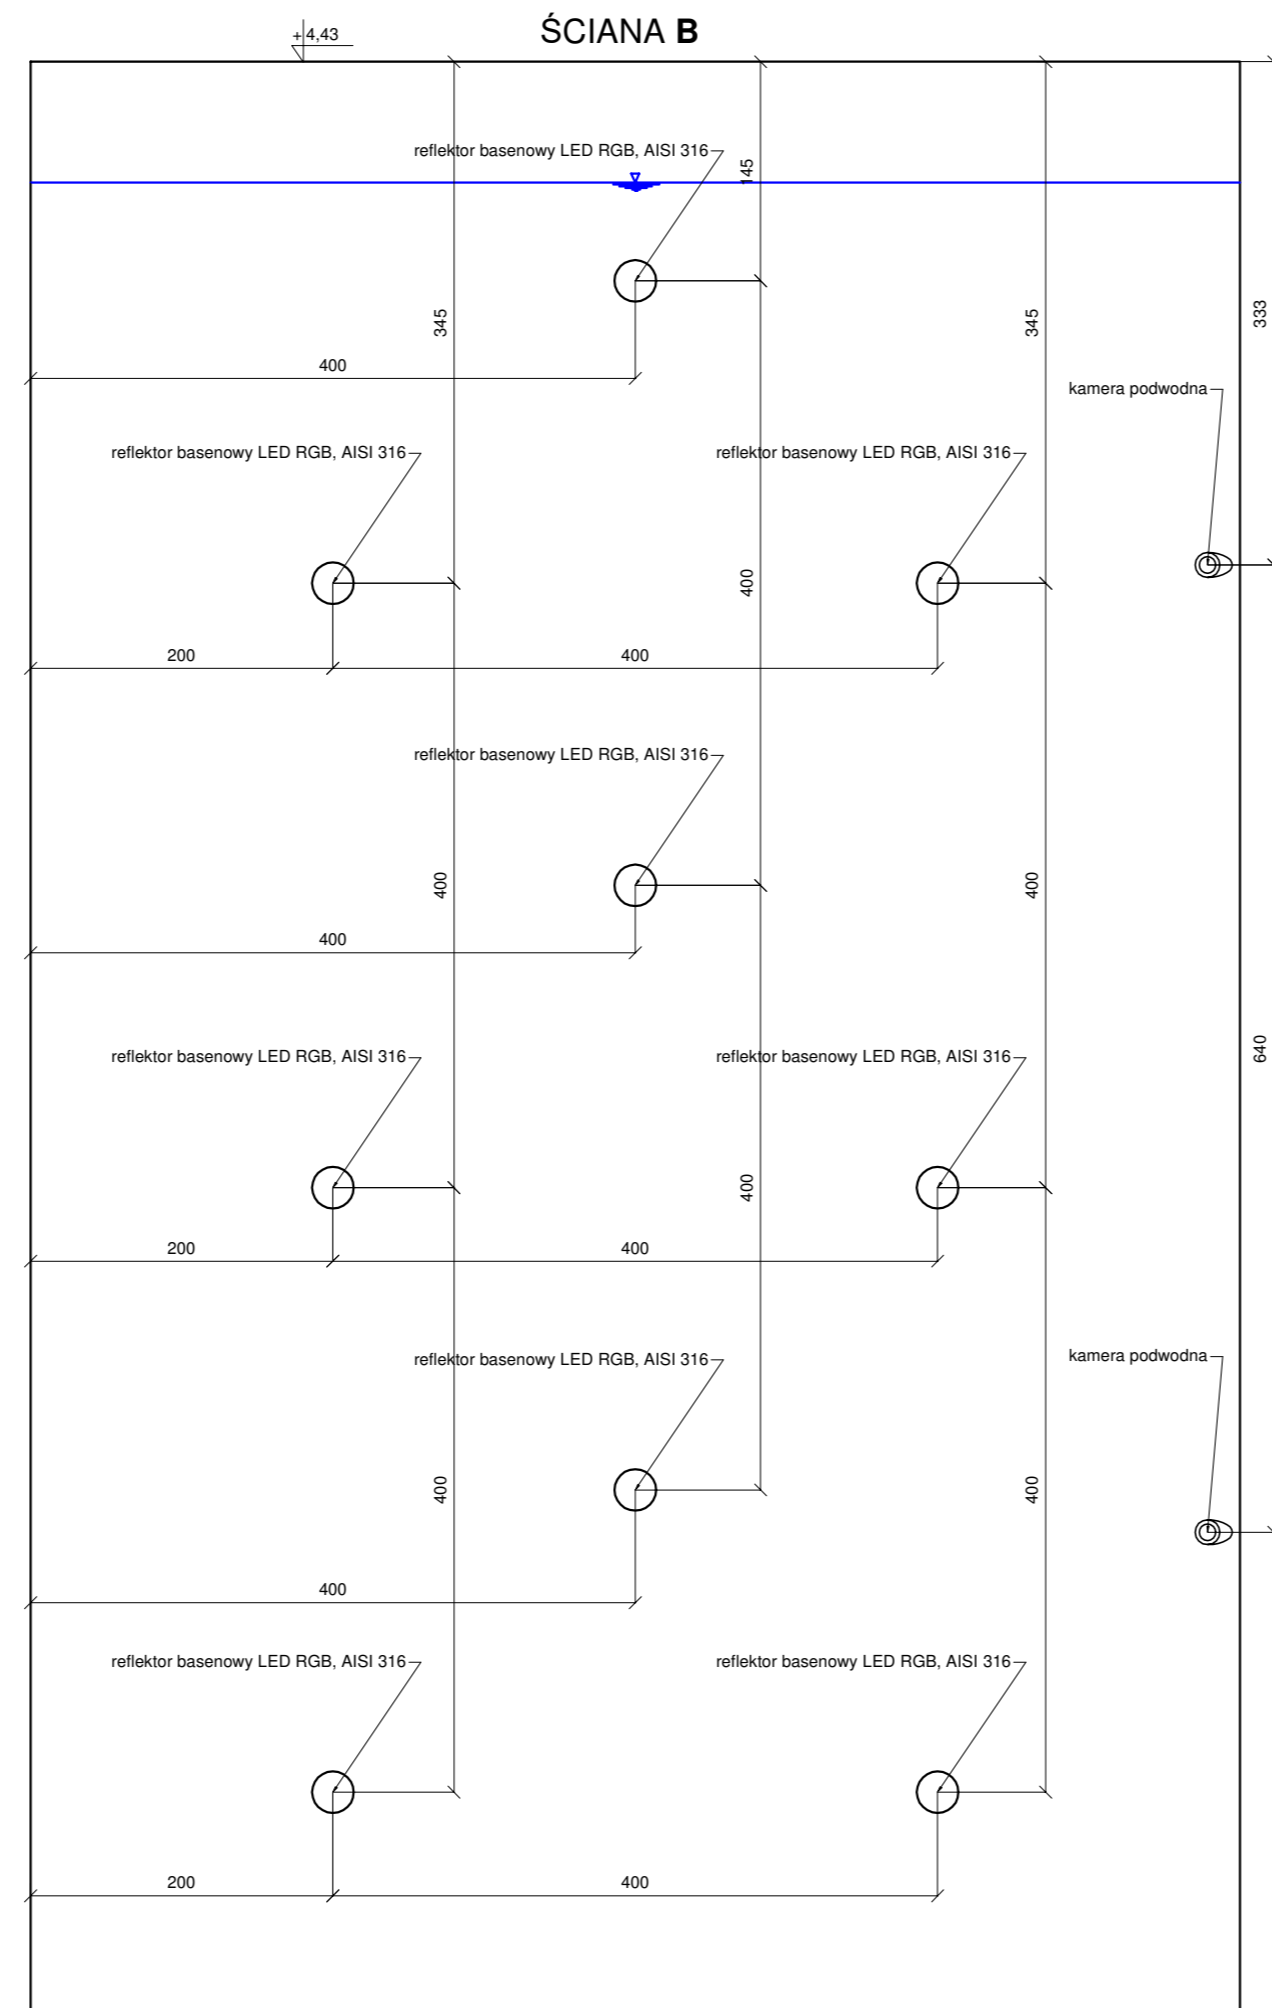 ŚCIANA B
+ 4,43
reflektor basenowy LED RGB, AISI 316
145
345
345
333
400
kamera podwodna
reflektor basenowy LED RGB, AISI 316
reflektor basenowy LED RGB, AISI 316
400
200
400
reflektor basenowy LED RGB, AISI 316
400
400
400
640
reflektor basenowy LED RGB, AISI 316
reflektor basenowy LED RGB, AISI 316
400
200
400
reflektor basenowy LED RGB, AISI 316
kamera podwodna
400
400
400
reflektor basenowy LED RGB, AISI 316
reflektor basenowy LED RGB, AISI 316
200
400